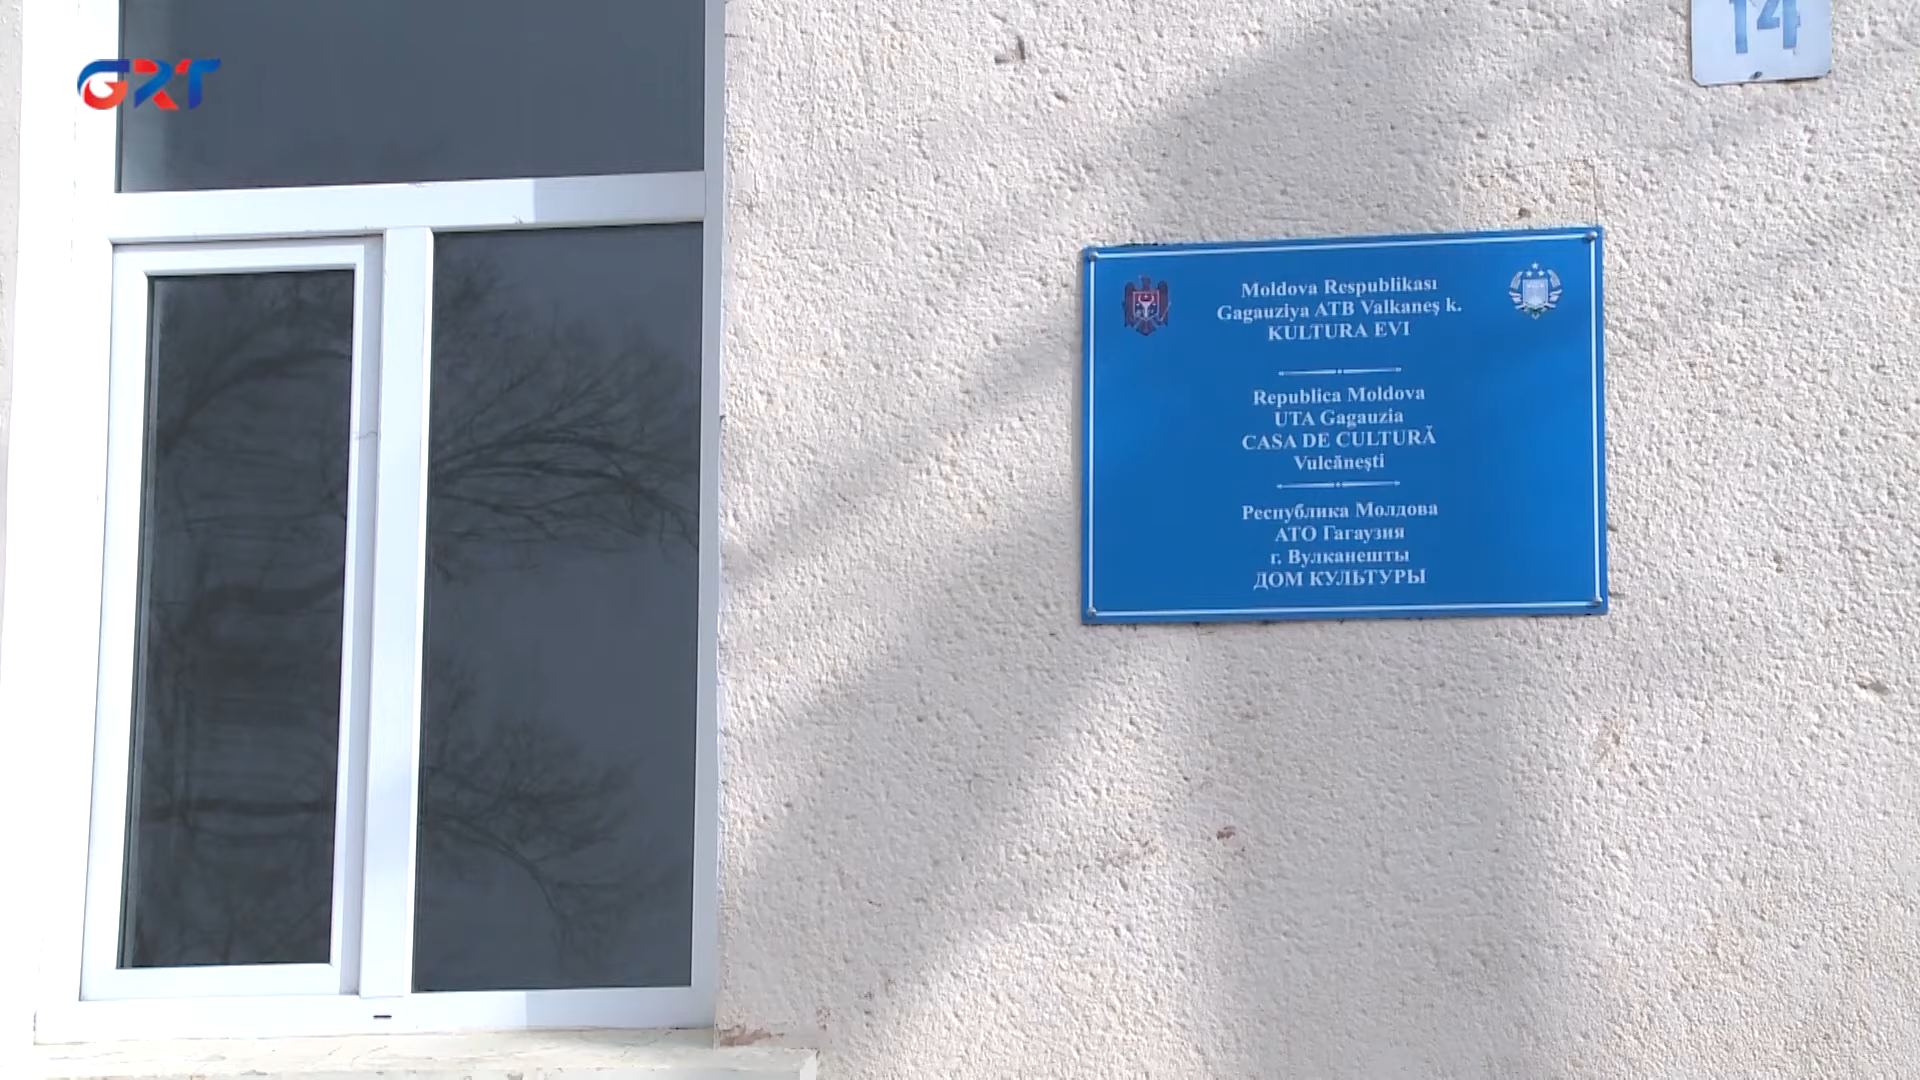 GRT
14
Moldova Respublikası
Gagauziya ATB Valkaneş k.
KULTURA EVI
Republica Moldova
UTA Gagauzia
CASA DE CULTURĂ
Vulcăneşti
Республика Молдова
АТО Гагаузия
г. Вулканешты
ДОМ КУЛЬТУРЫ